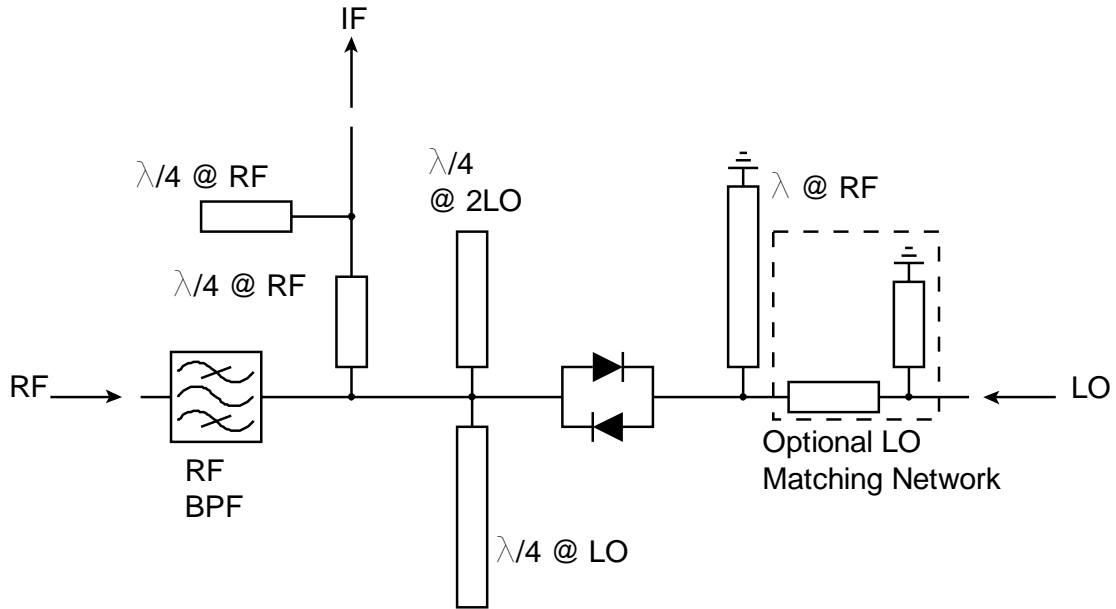 IF
λ/4 @ RF
λ/4
@ 2LO
λ @ RF
λ/4 @ RF
RF
LO
RF
BPF
Optional LO
Matching Network
λ/4 @ LO